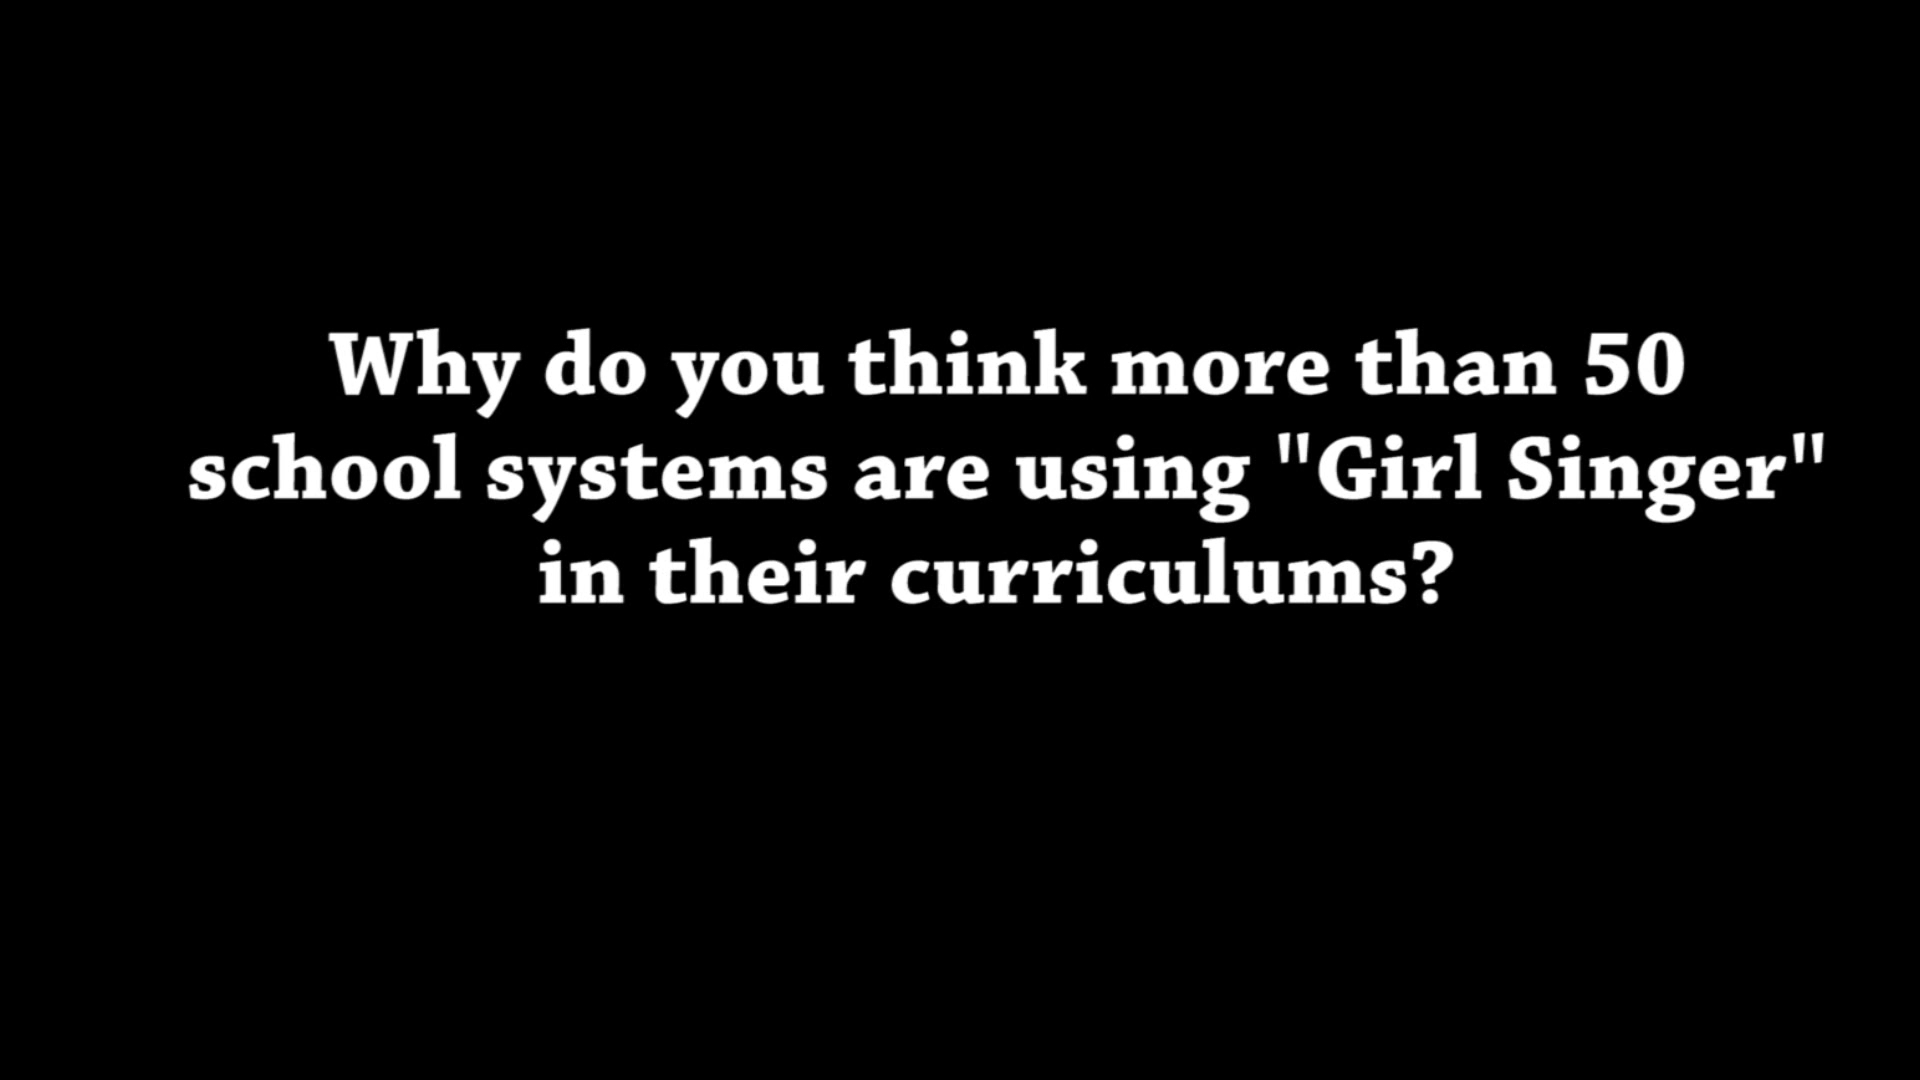 Why do you think more than 50
school systems are using "Girl Singer"
in their curriculums?